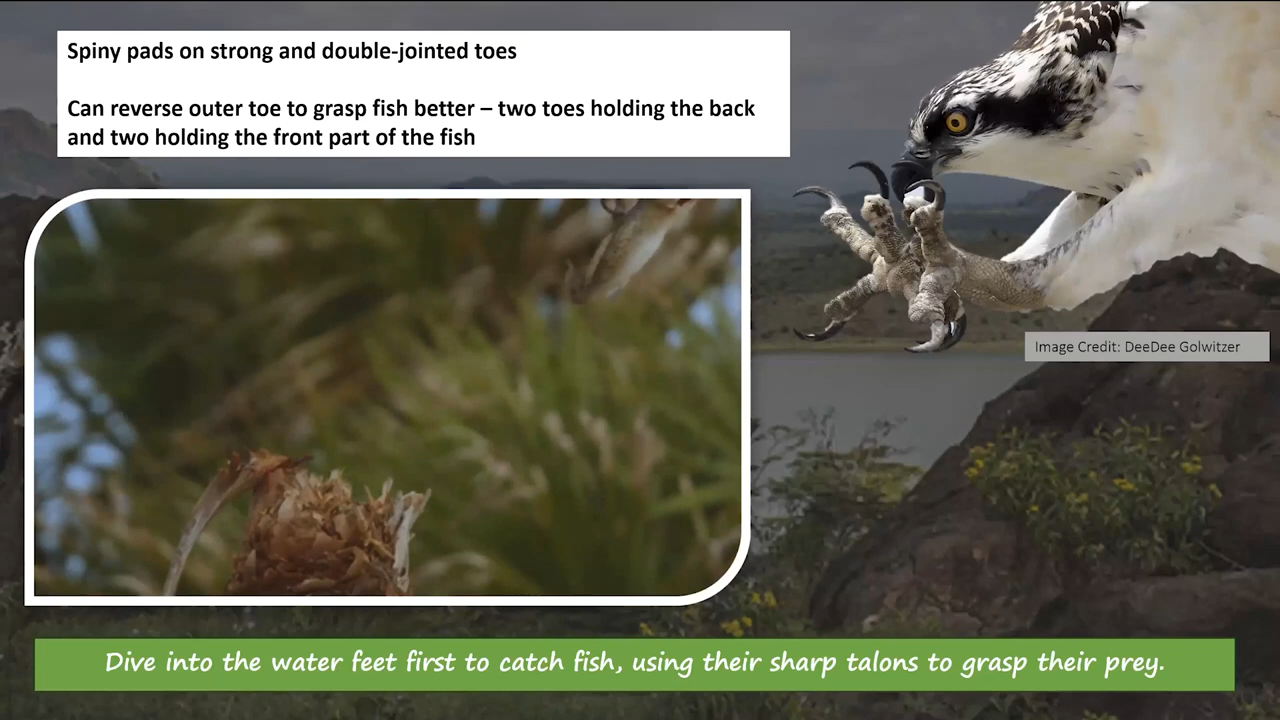 Spiny pads on strong and double-jointed toes
Can reverse outer toe to grasp fish better – two toes holding the back
and two holding the front part of the fish
Image Credit: DeeDee Golwitzer
Dive into the water feet first to catch fish, using their sharp talons to grasp their prey.